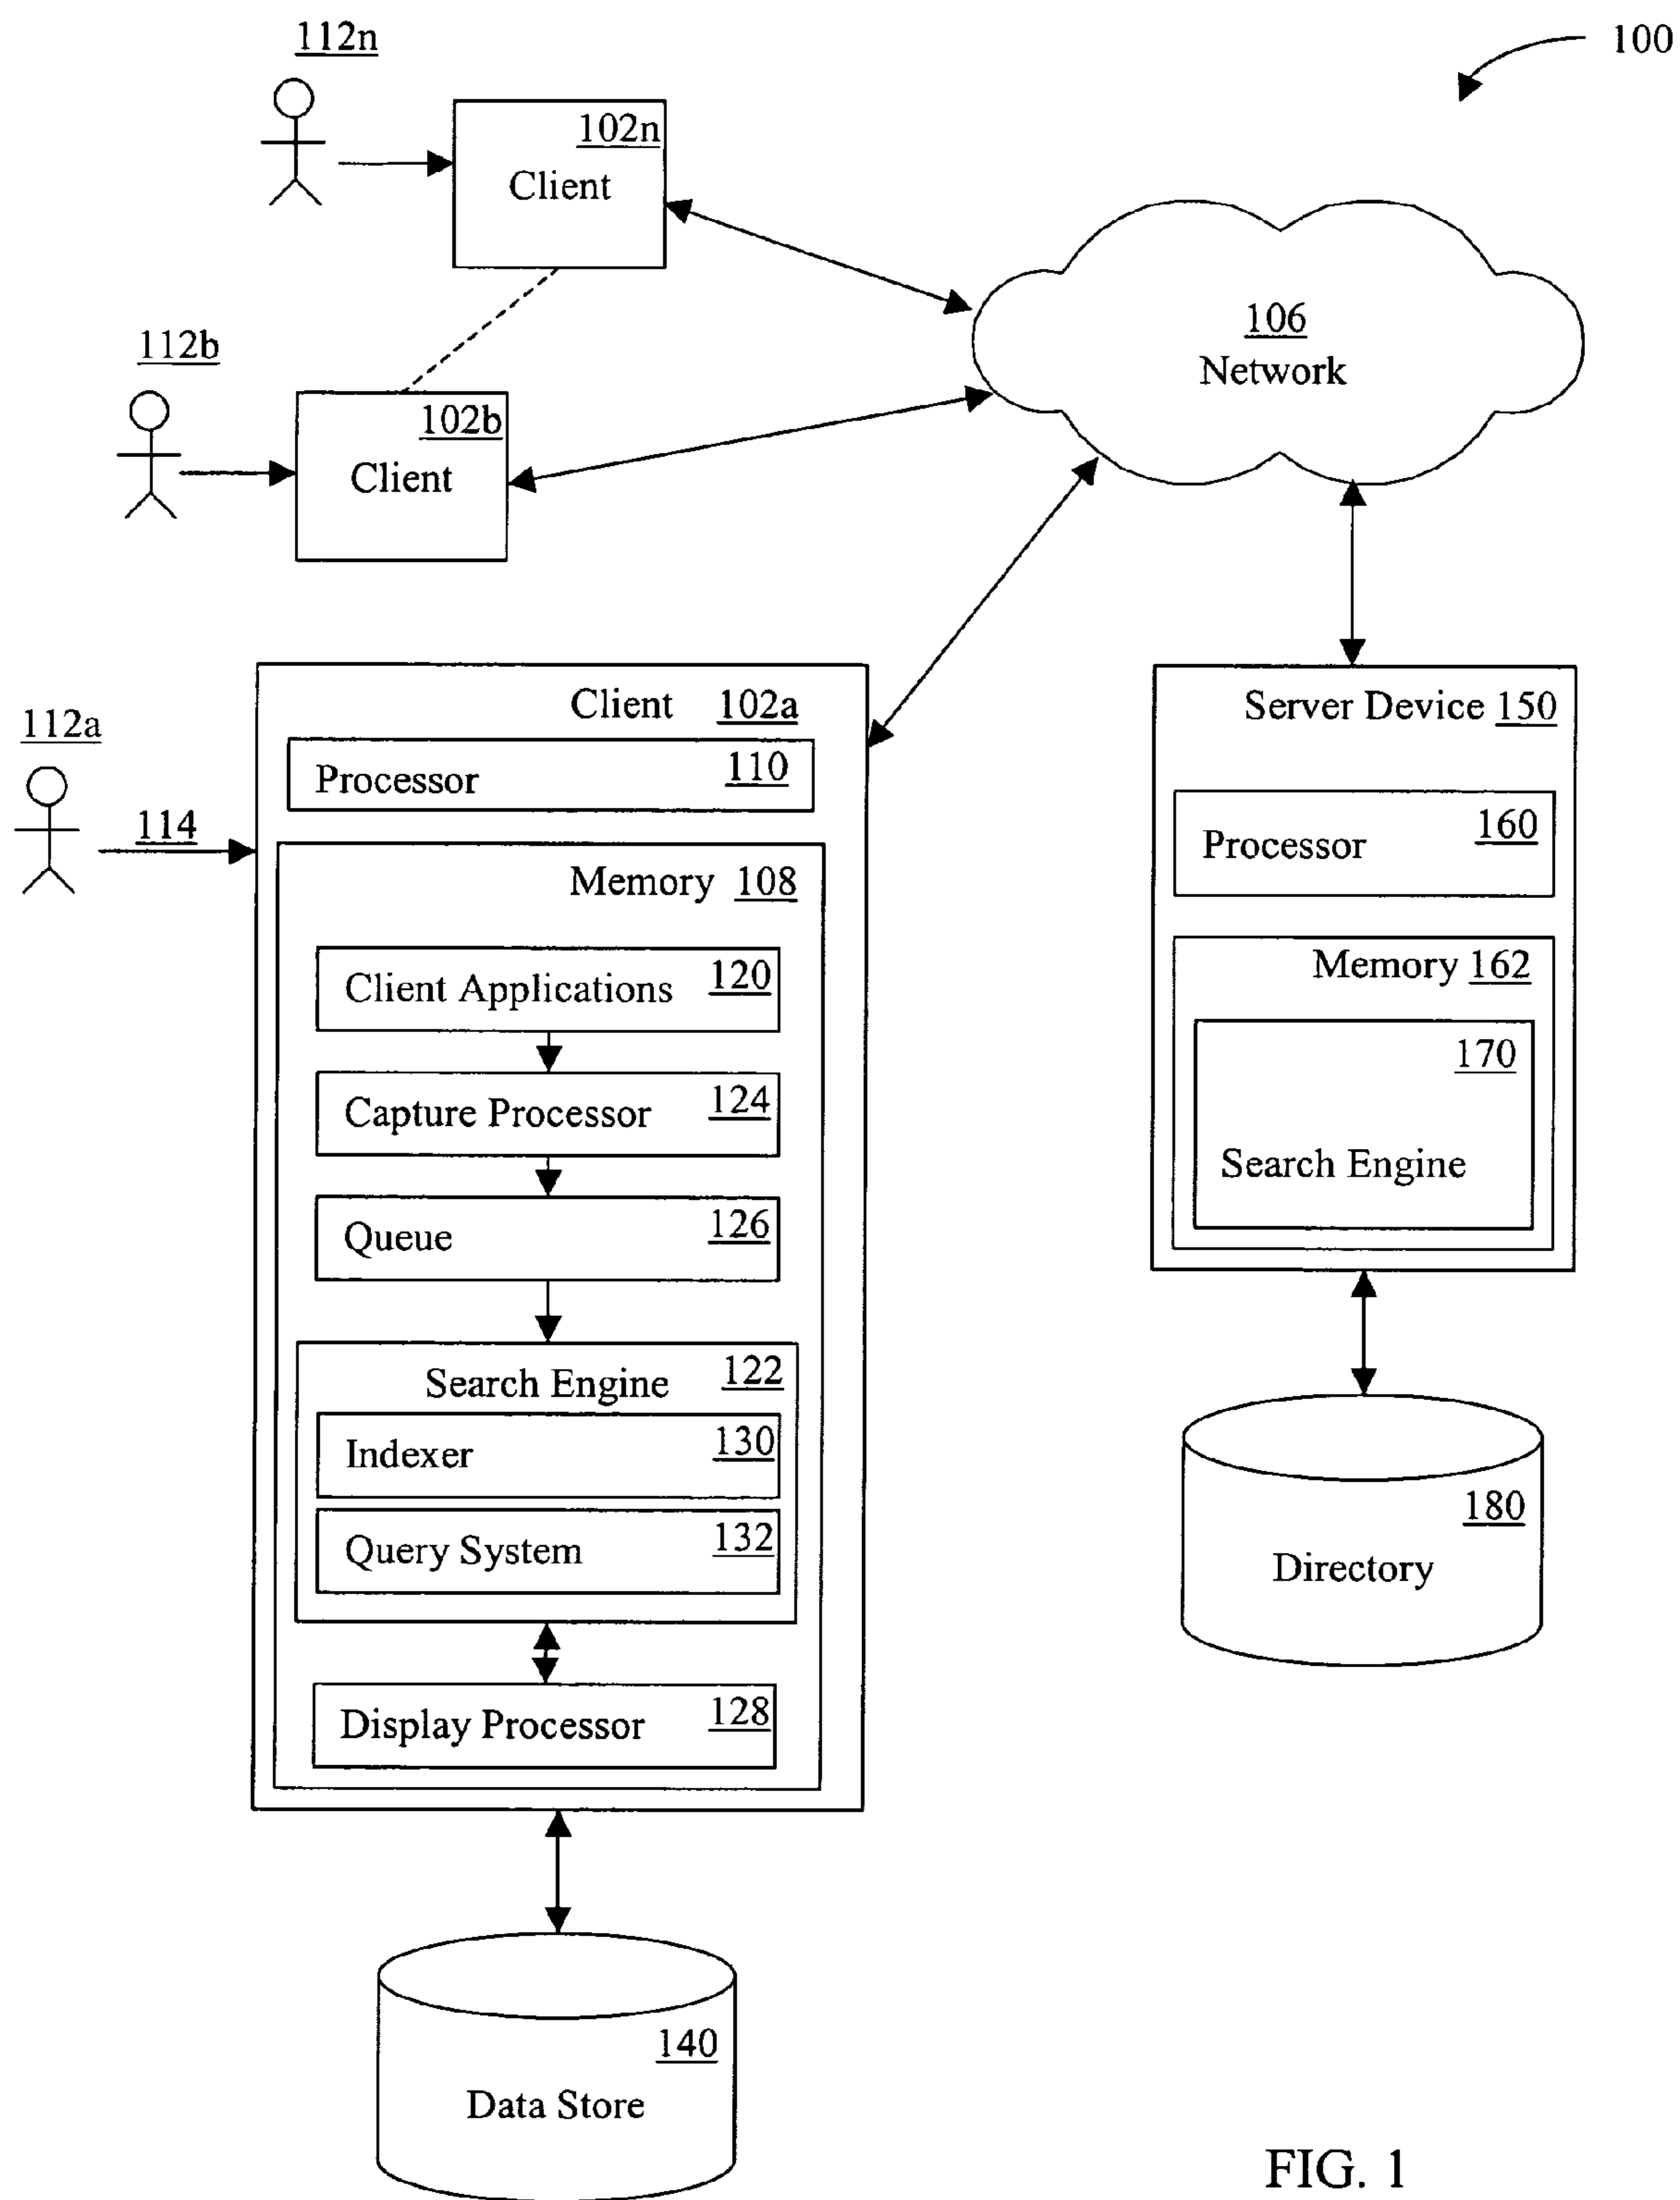 112n
100
102n
Client
112b
106
Network
102b
Client
Client 102a
Server Device 150
112a
Processor 110
114
Processor 160
Memory 108
Memory 162
Client Applications 120
170
Search Engine
Capture Processor 124
Queue 126
Search Engine 122
Indexer 130
Query System 132
180
Directory
Display Processor 128
140
Data Store
FIG. 1